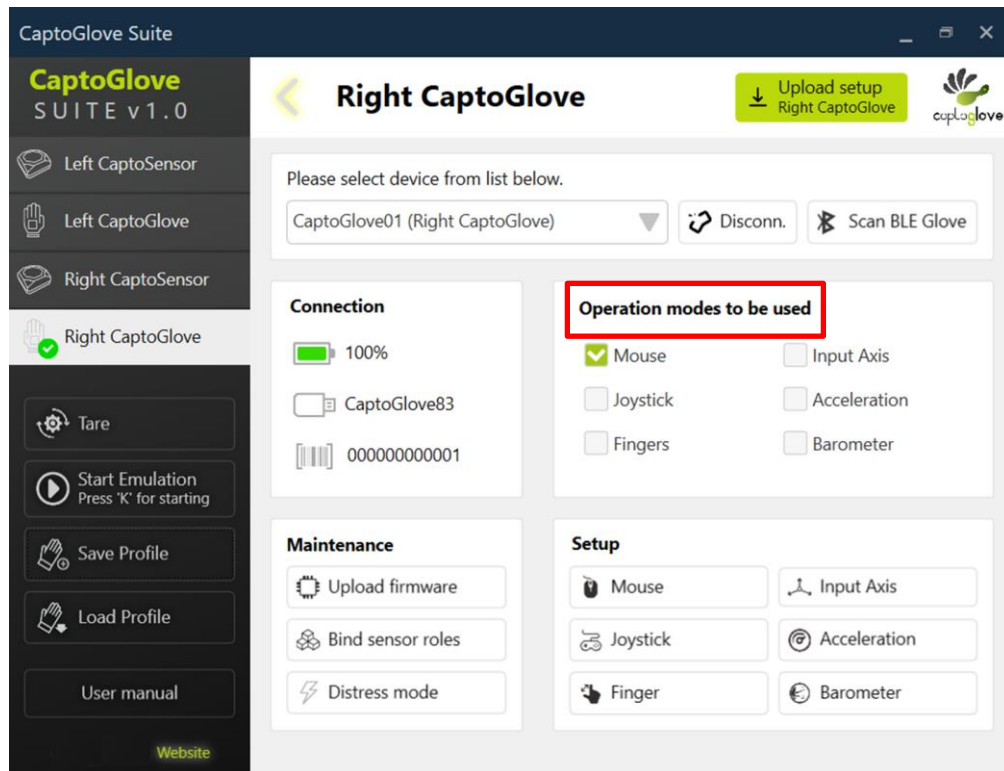 CaptoGlove Suite
CaptoGlove
SUITE v1.0
Left CaptoSensor
Left CaptoGlove
Right CaptoSensor
Right CaptoGlove
Tare
Start Emulation
Press 'K' for starting
Save Profile
Load Profile
User manual
Website
Right CaptoGlove
Upload setup
Right CaptoGlove
captoglove
Please select device from list below.
CaptoGlove01 (Right CaptoGlove)
Disconn.
Scan BLE Glove
Connection
100%
CaptoGlove83
000000000001
Operation modes to be used
Mouse
Input Axis
Joystick
Acceleration
Fingers
Barometer
Maintenance
Upload firmware
Bind sensor roles
Distress mode
Setup
Mouse
Input Axis
Joystick
Acceleration
Finger
Barometer